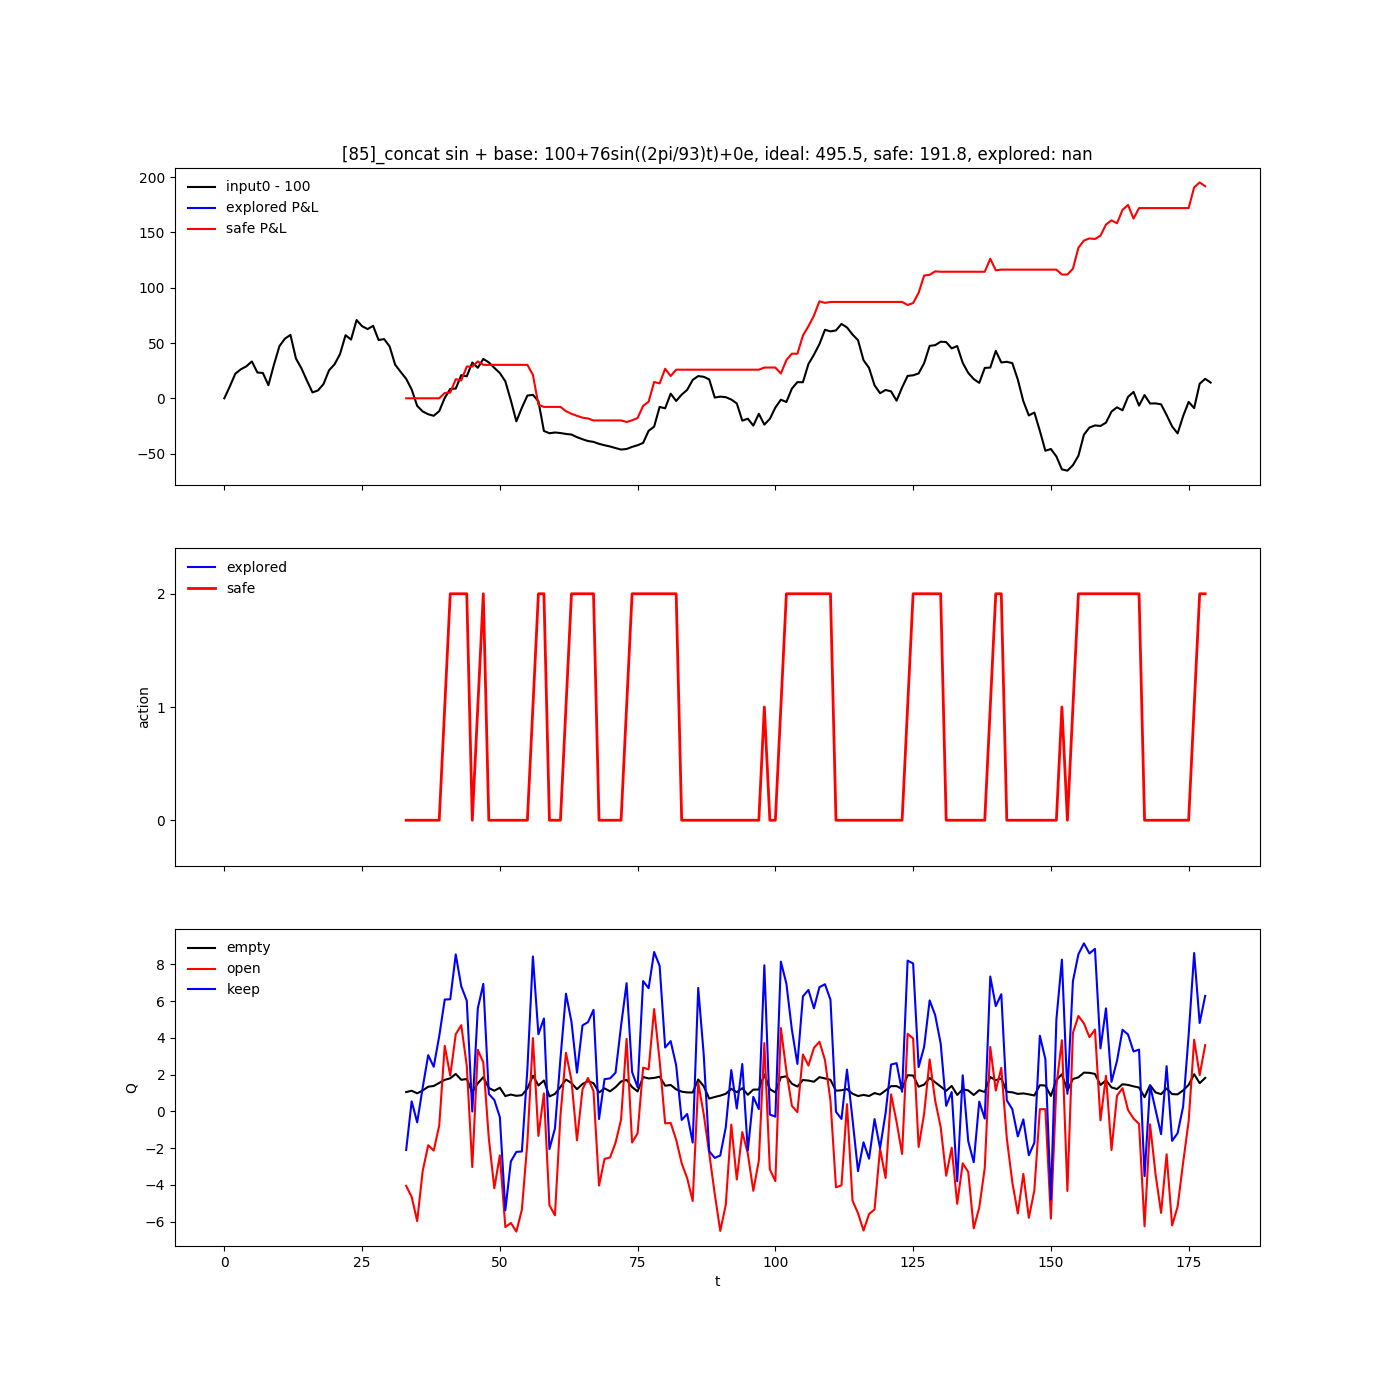 [85]_concat sin + base: 100+76sin((2pi/93)t)+0e, ideal: 495.5, safe: 191.8, explored: nan
200
150
100
50
0
−50
input0 - 100
explored P&L
safe P&L
2
1
0
action
explored
safe
8
6
4
2
0
−2
−4
−6
Q
empty
open
keep
0 25 50 75 100 125 150 175
t